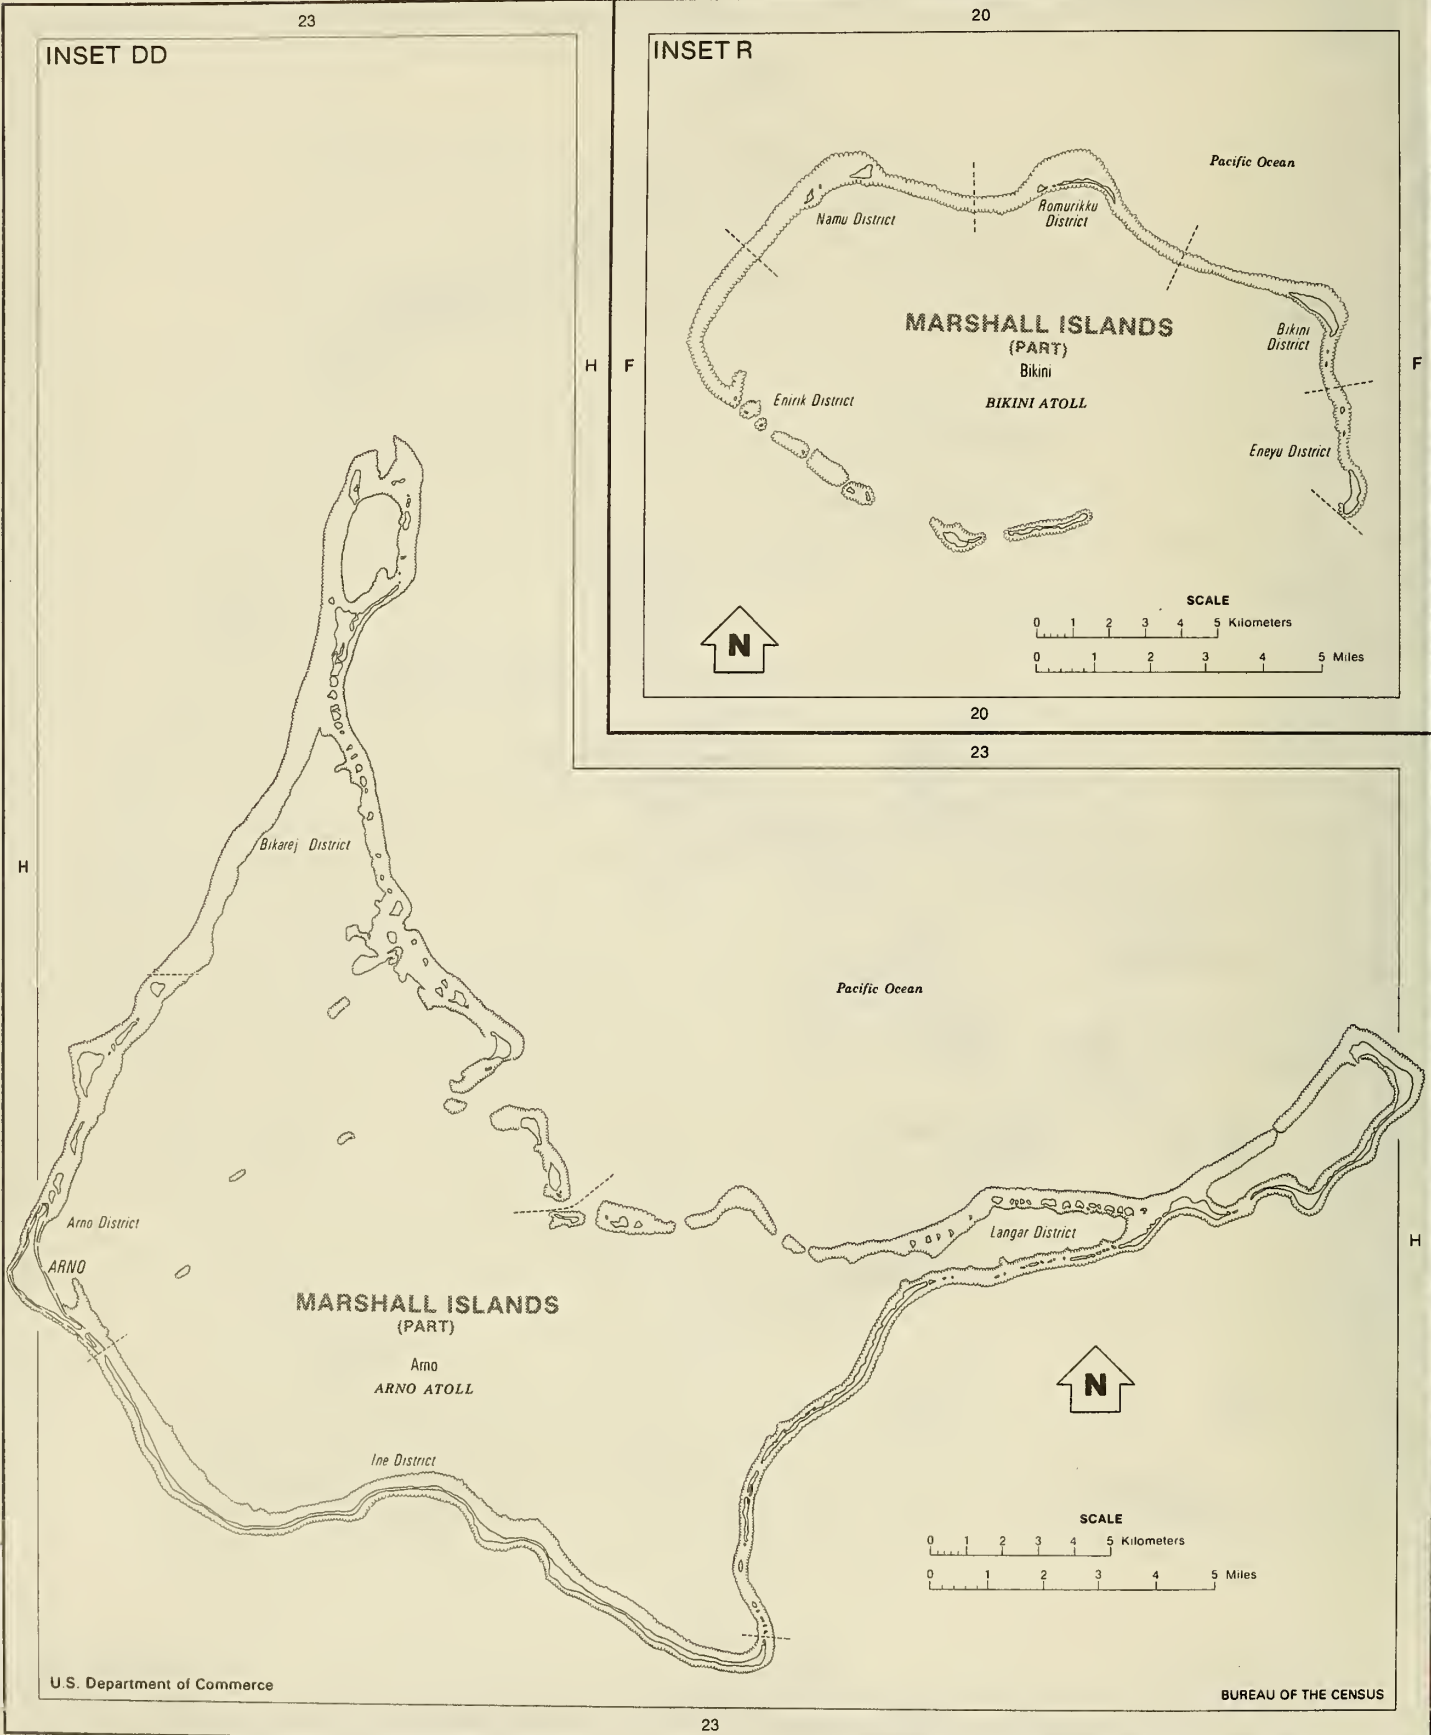 23
INSET DD
H
H
Bikarej District
Arno District
ARNO
MARSHALL ISLANDS
(PART)
Arno
ARNO ATOLL
Ine District
U.S. Department of Commerce
23
20
INSET R
F
F
Pacific Ocean
Namu District
Romurikku
District
MARSHALL ISLANDS
(PART)
Bikini
BIKINI ATOLL
Bikini
District
Enirik District
Eneyu District
N
SCALE
0 1 2 3 4 5 Kilometers
0 1 2 3 4 5 Miles
20
23
Pacific Ocean
Langar District
H
N
SCALE
0 1 2 3 4 5 Kilometers
0 1 2 3 4 5 Miles
BUREAU OF THE CENSUS